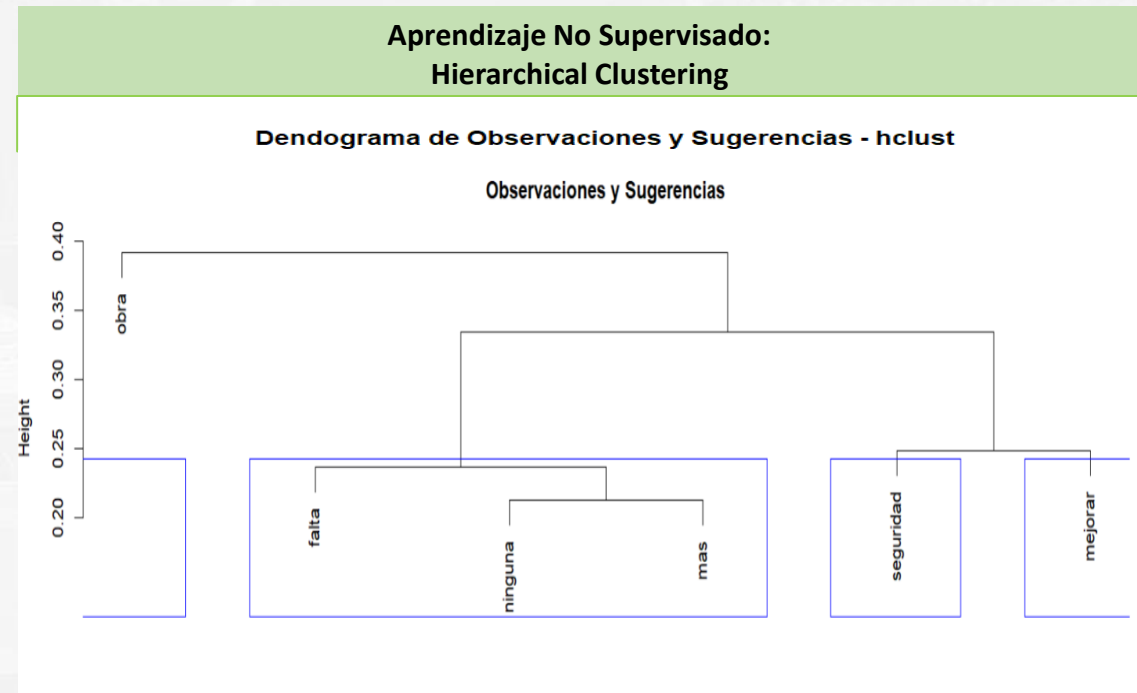 Aprendizaje No Supervisado:
Hierarchical Clustering
Dendograma de Observaciones y Sugerencias - hclust
Observaciones y Sugerencias
Height
0.40
0.35
0.30
0.25
0.20
obra
falta
ninguna
mas
seguridad
mejorar